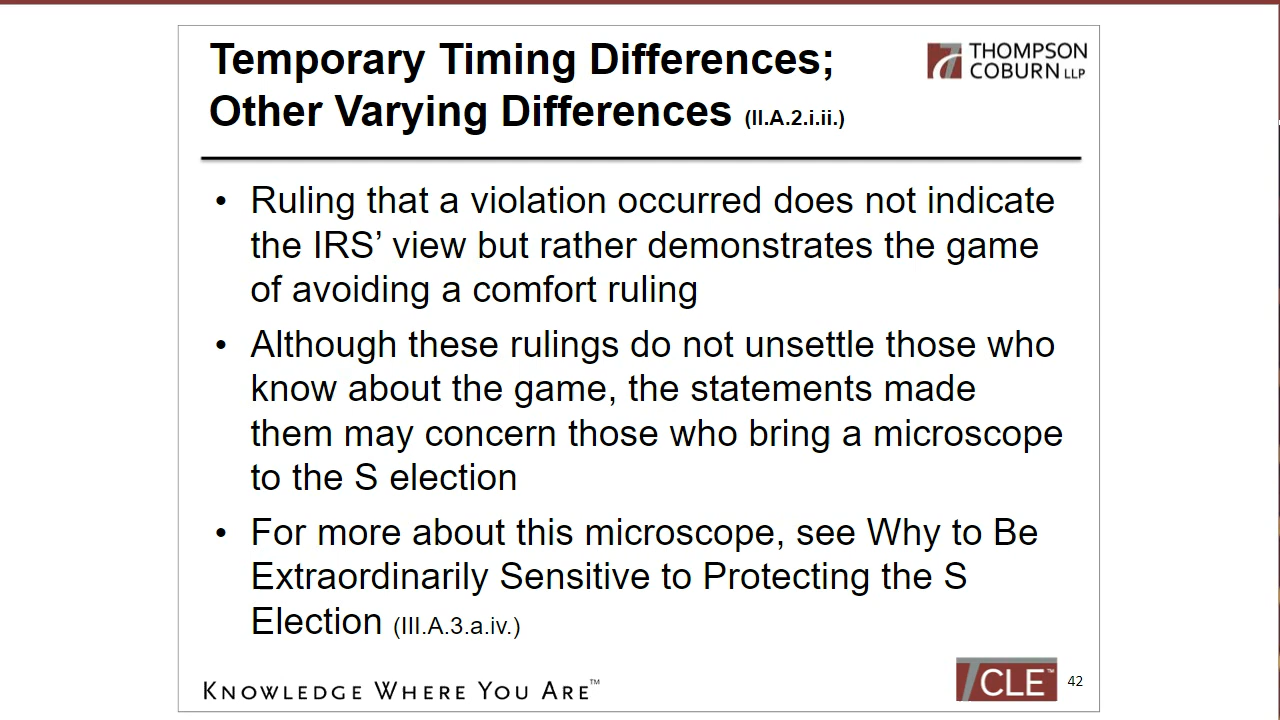 Temporary Timing Differences;
Other Varying Differences (II.A.2.i.ii.)
THOMPSON
COBURN LLP
• Ruling that a violation occurred does not indicate
the IRS’ view but rather demonstrates the game
of avoiding a comfort ruling
• Although these rulings do not unsettle those who
know about the game, the statements made
them may concern those who bring a microscope
to the S election
• For more about this microscope, see Why to Be
Extraordinarily Sensitive to Protecting the S
Election (III.A.3.a.iv.)
KNOWLEDGE WHERE YOU ARE™
TCLE™
42